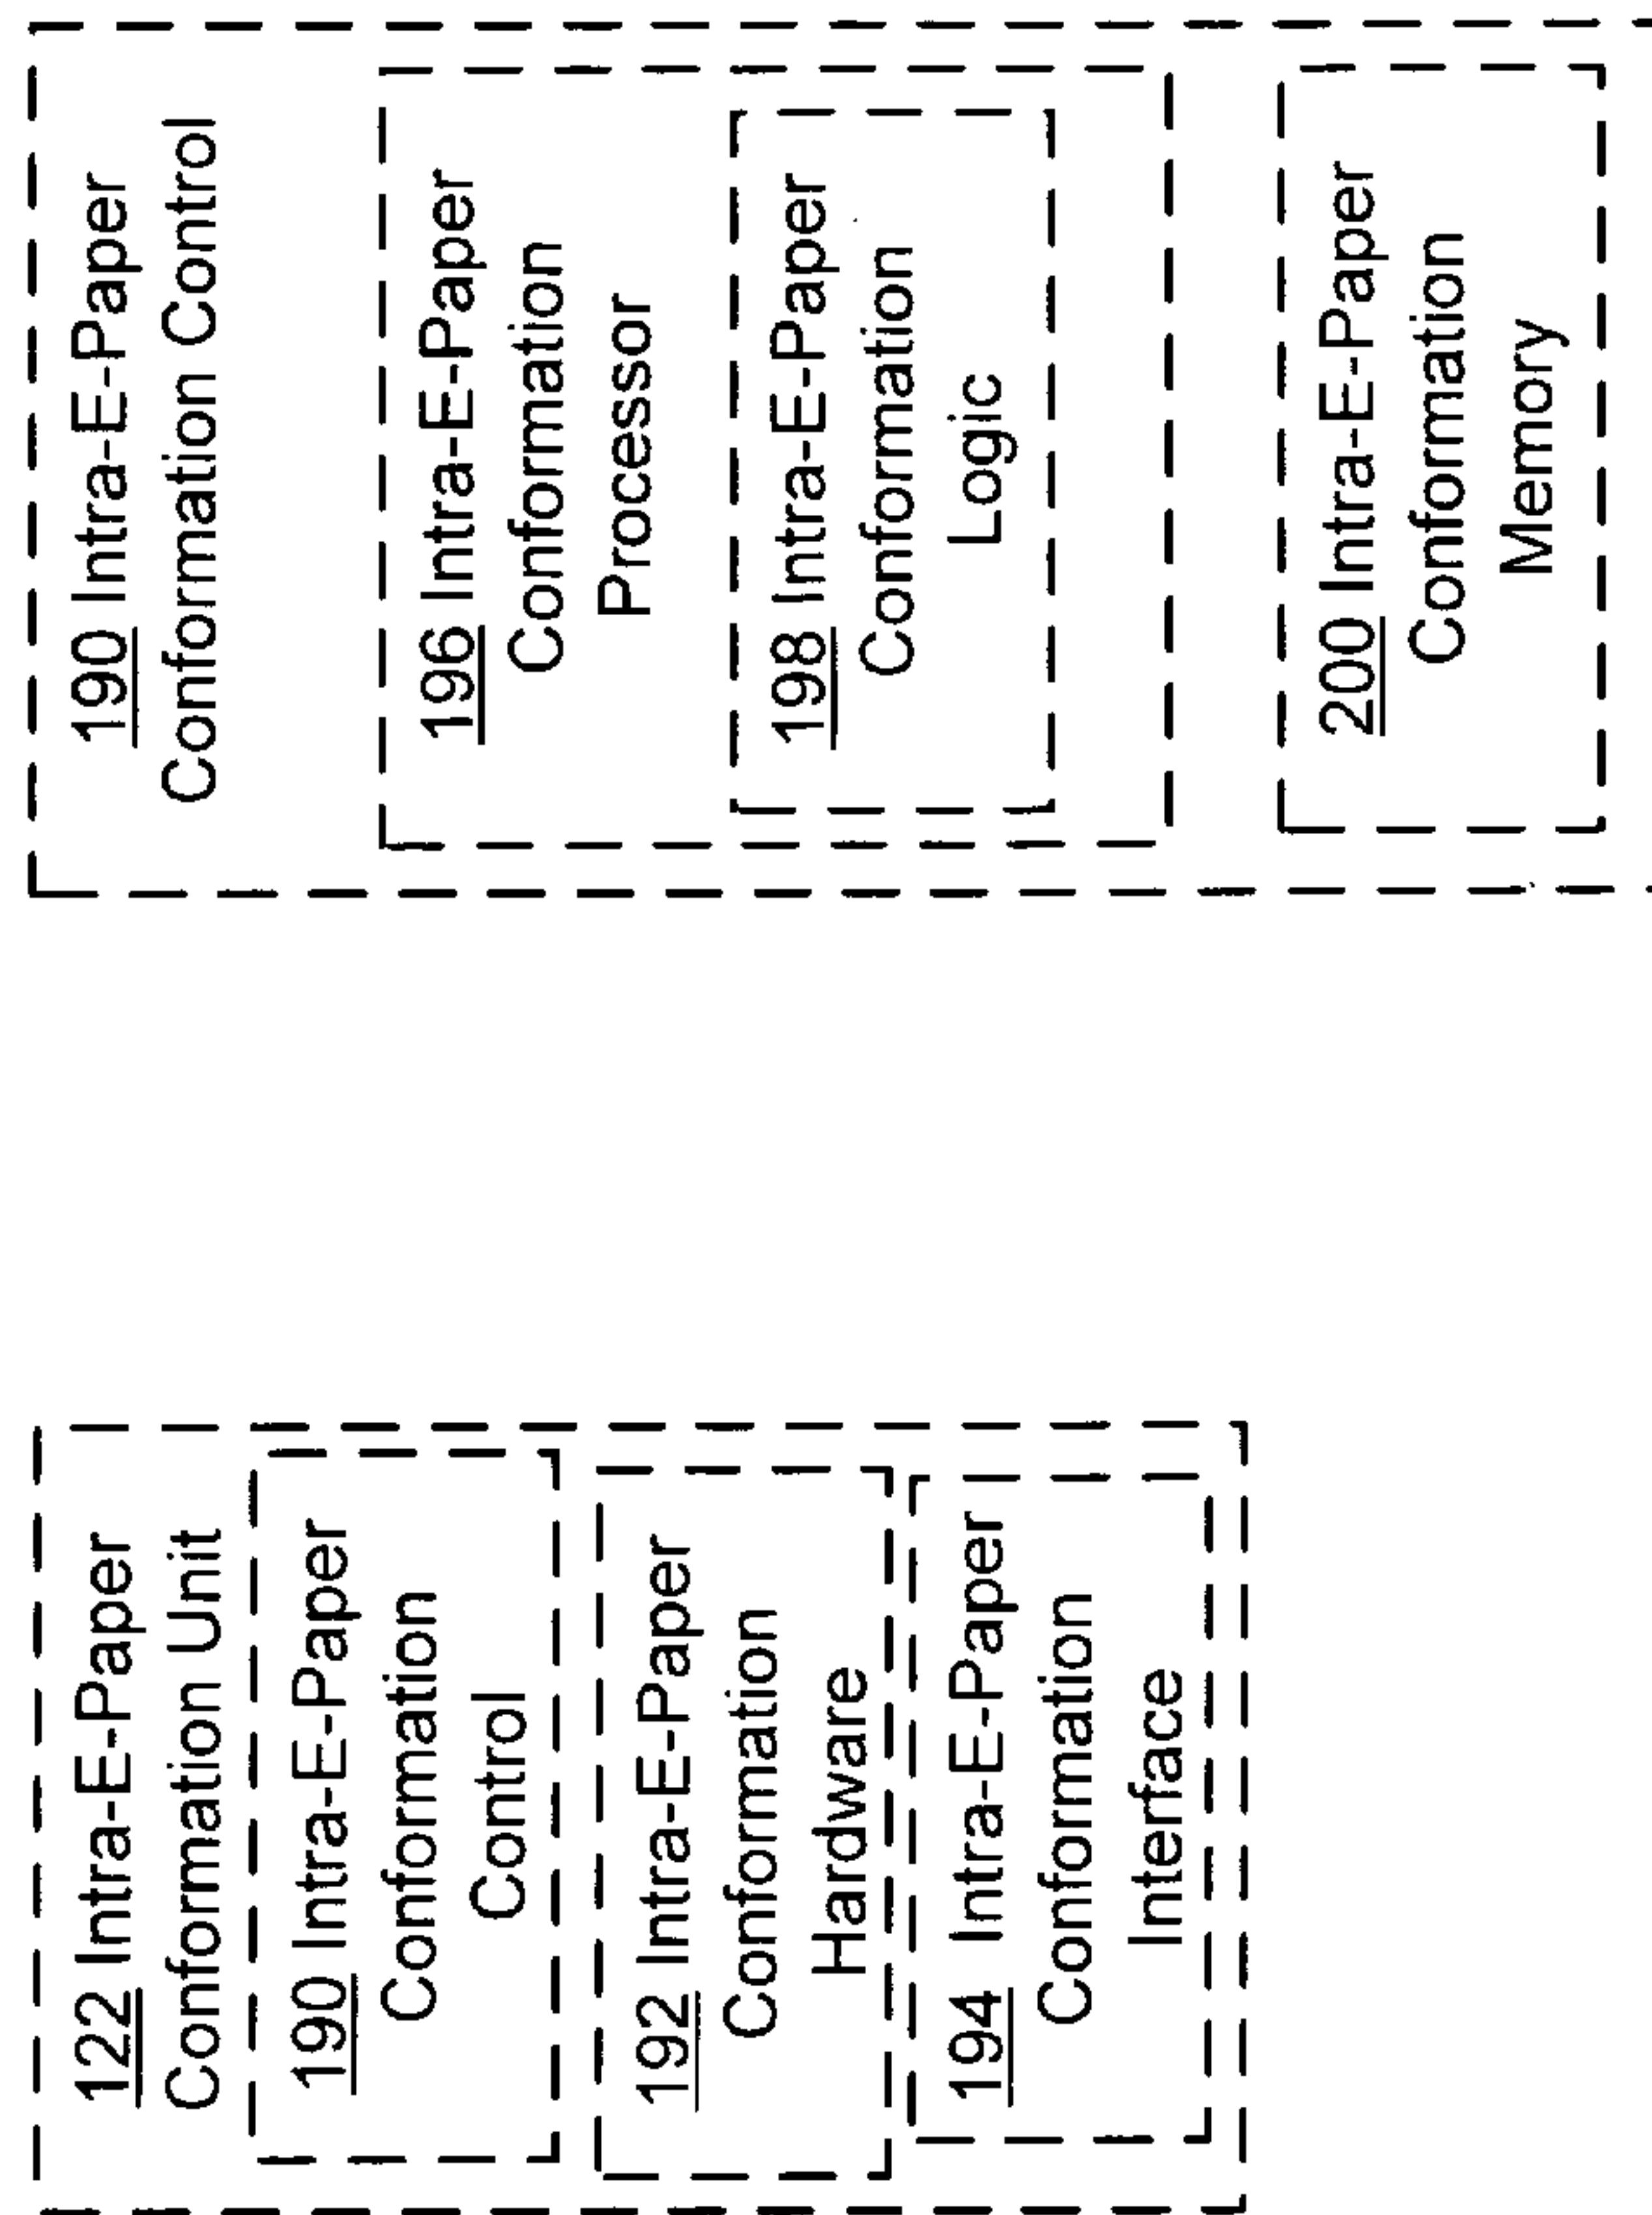 122 Intra-E-Paper
Conformation Unit
190 Intra-E-Paper
Conformation
Control
192 Intra-E-Paper
Conformation
Hardware
194 Intra-E-Paper
Conformation
Interface
190 Intra-E-Paper
Conformation Control
196 Intra-E-Paper
Conformation
Processor
198 Intra-E-Paper
Conformation
Logic
200 Intra-E-Paper
Conformation
Memory